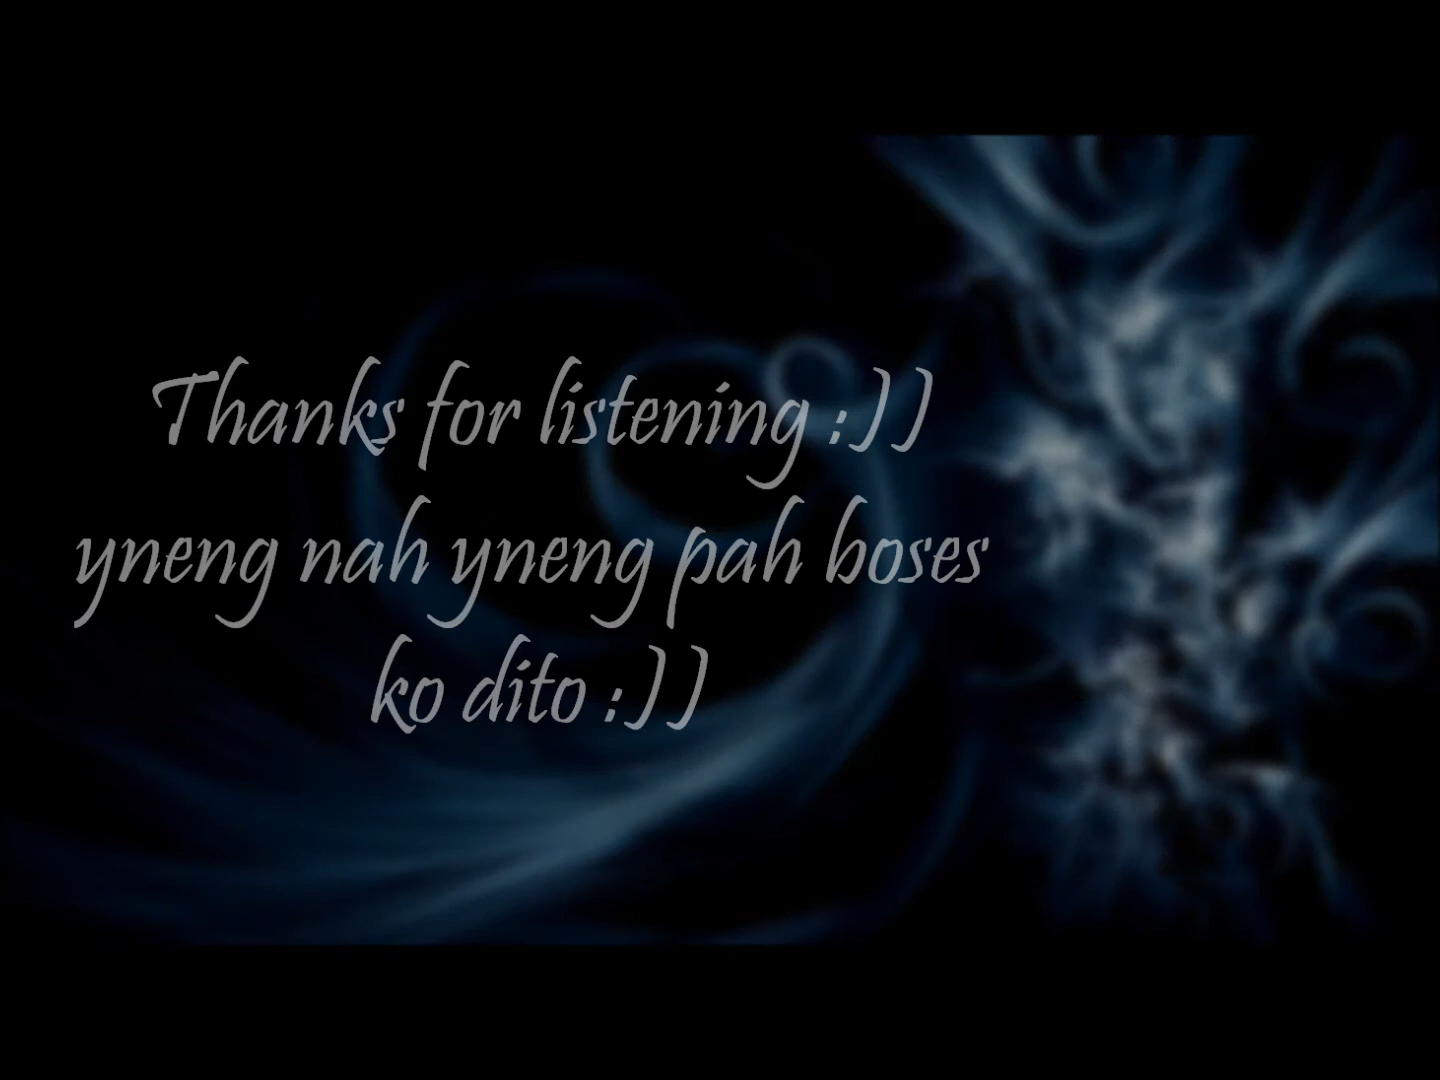 Thanks for listening :))
yneng nah yneng pah boses
ko dito :))